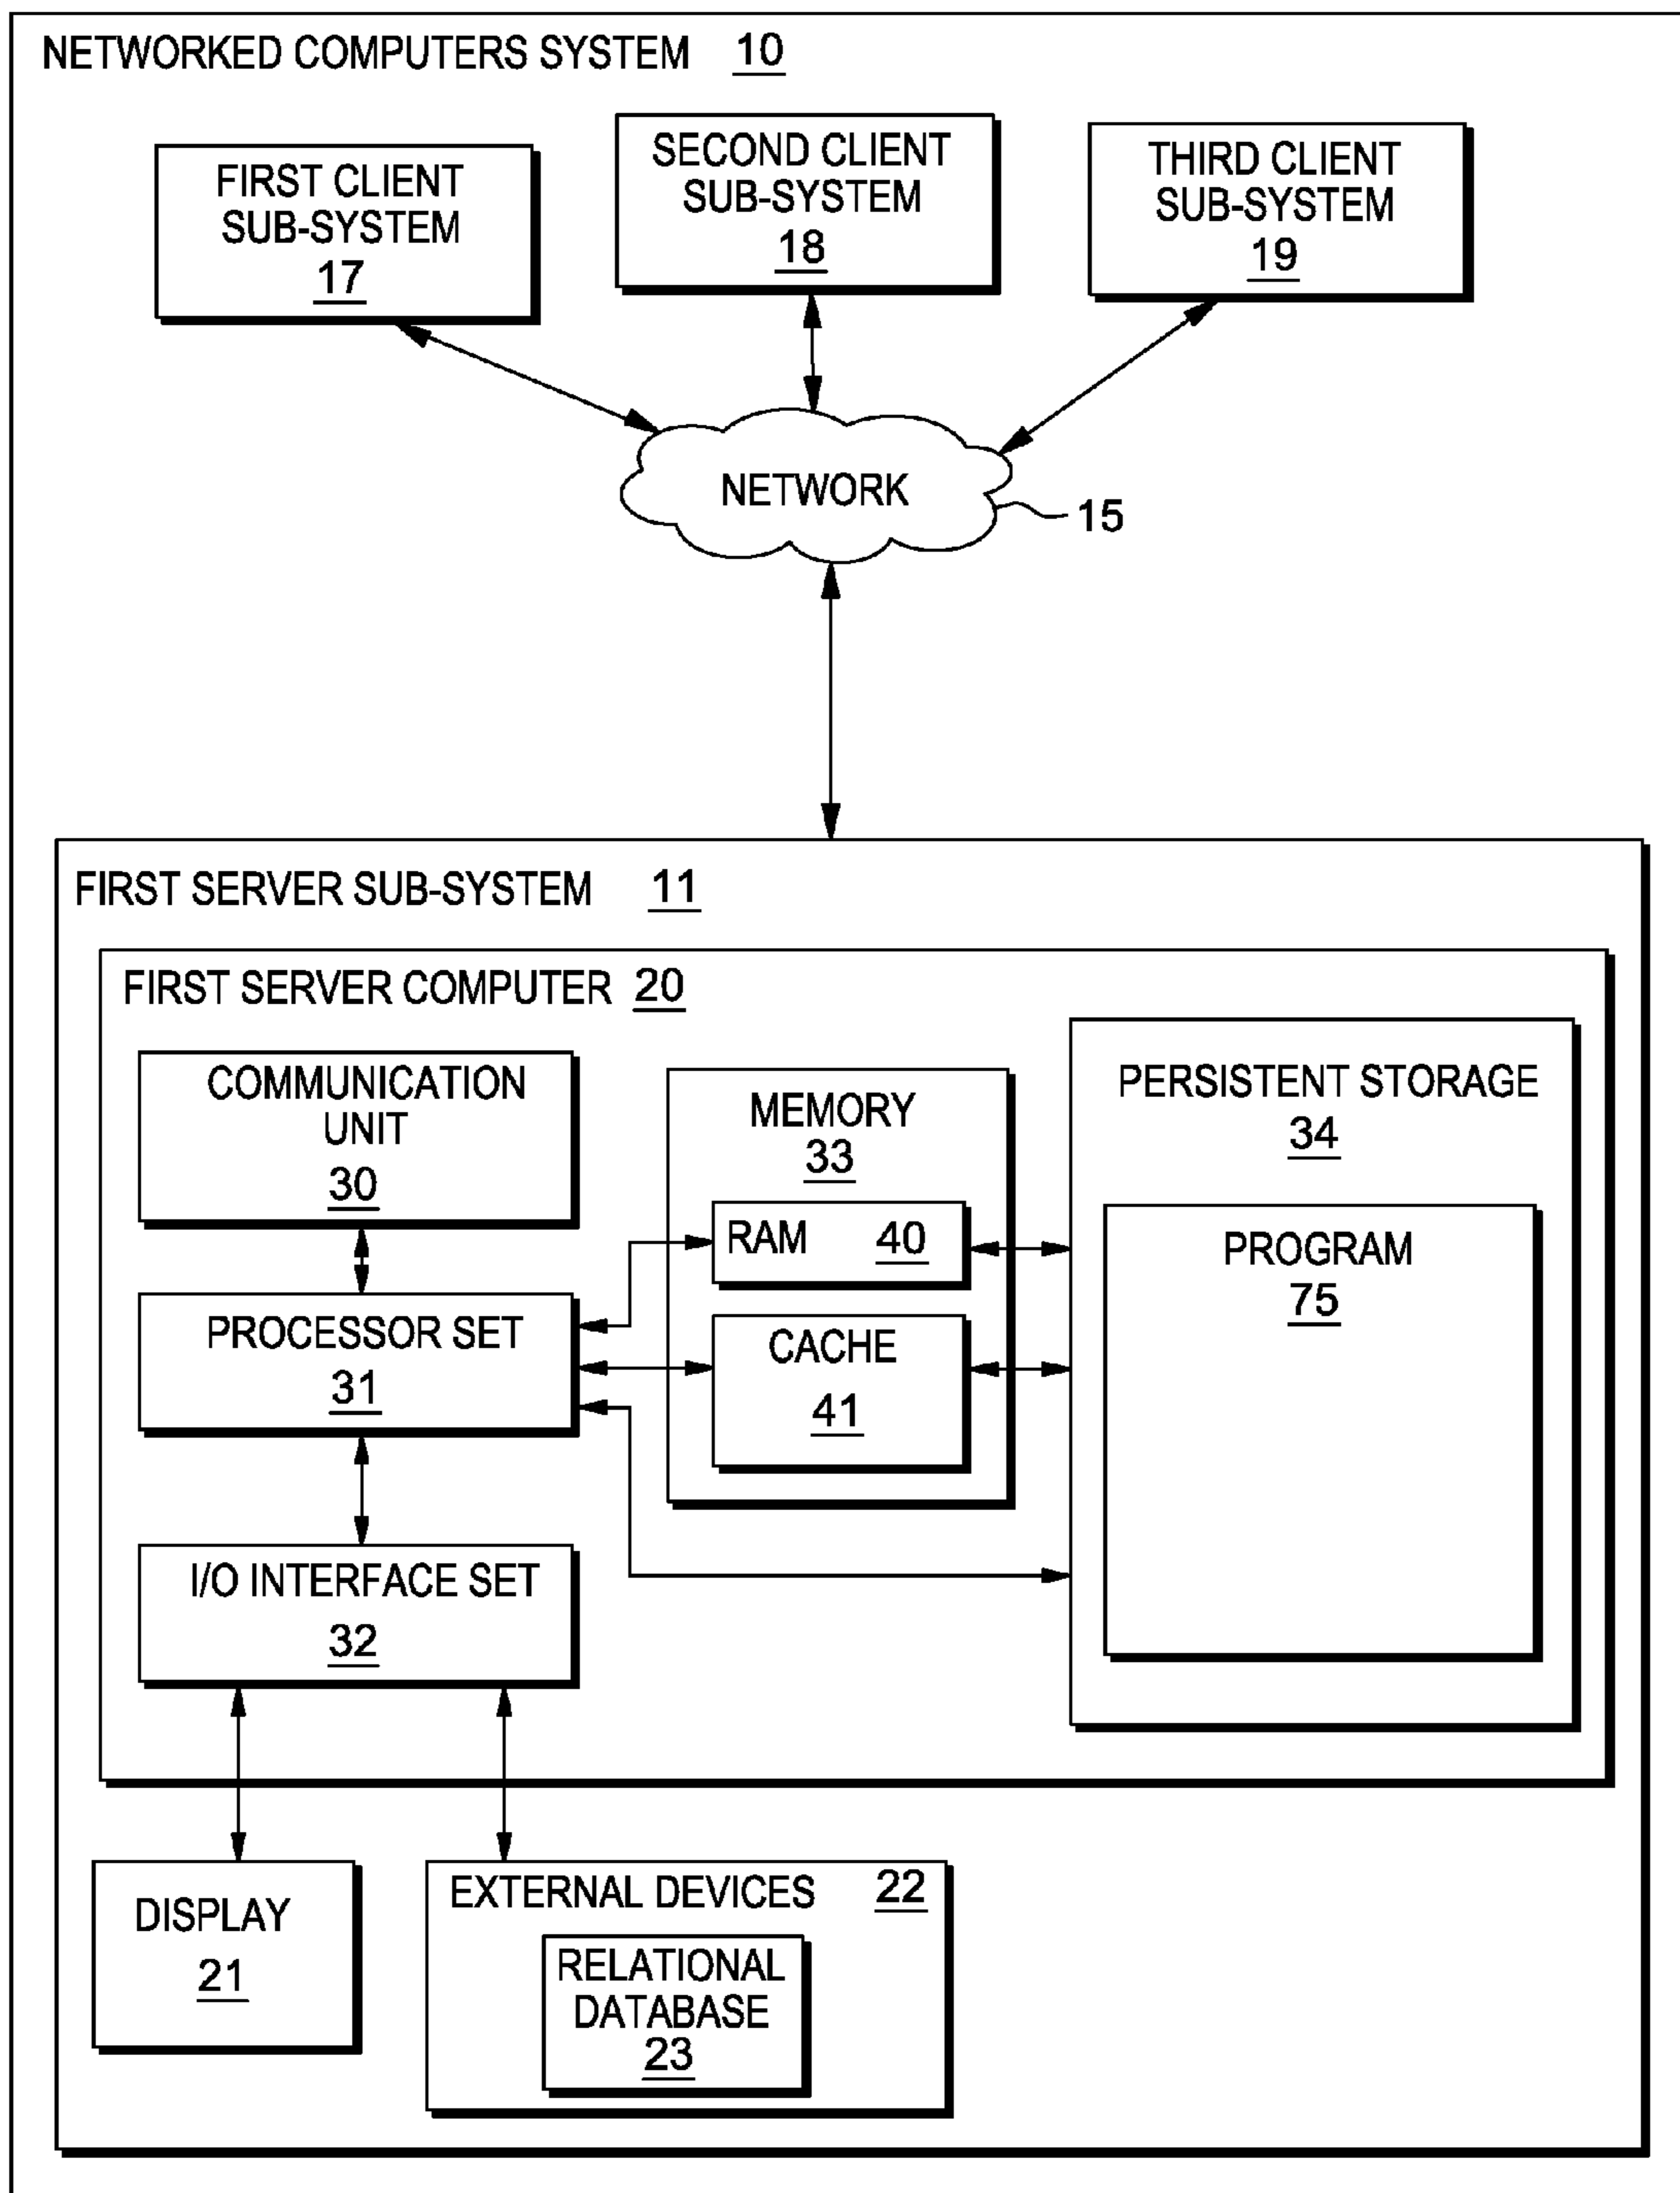 NETWORKED COMPUTERS SYSTEM 10
FIRST CLIENT
SUB-SYSTEM
17
SECOND CLIENT
SUB-SYSTEM
18
THIRD CLIENT
SUB-SYSTEM
19
NETWORK
15
FIRST SERVER SUB-SYSTEM 11
FIRST SERVER COMPUTER 20
COMMUNICATION
UNIT
30
PROCESSOR SET
31
I/O INTERFACE SET
32
MEMORY
33
RAM 40
CACHE
41
PERSISTENT STORAGE
34
PROGRAM
75
DISPLAY
21
EXTERNAL DEVICES 22
RELATIONAL
DATABASE
23